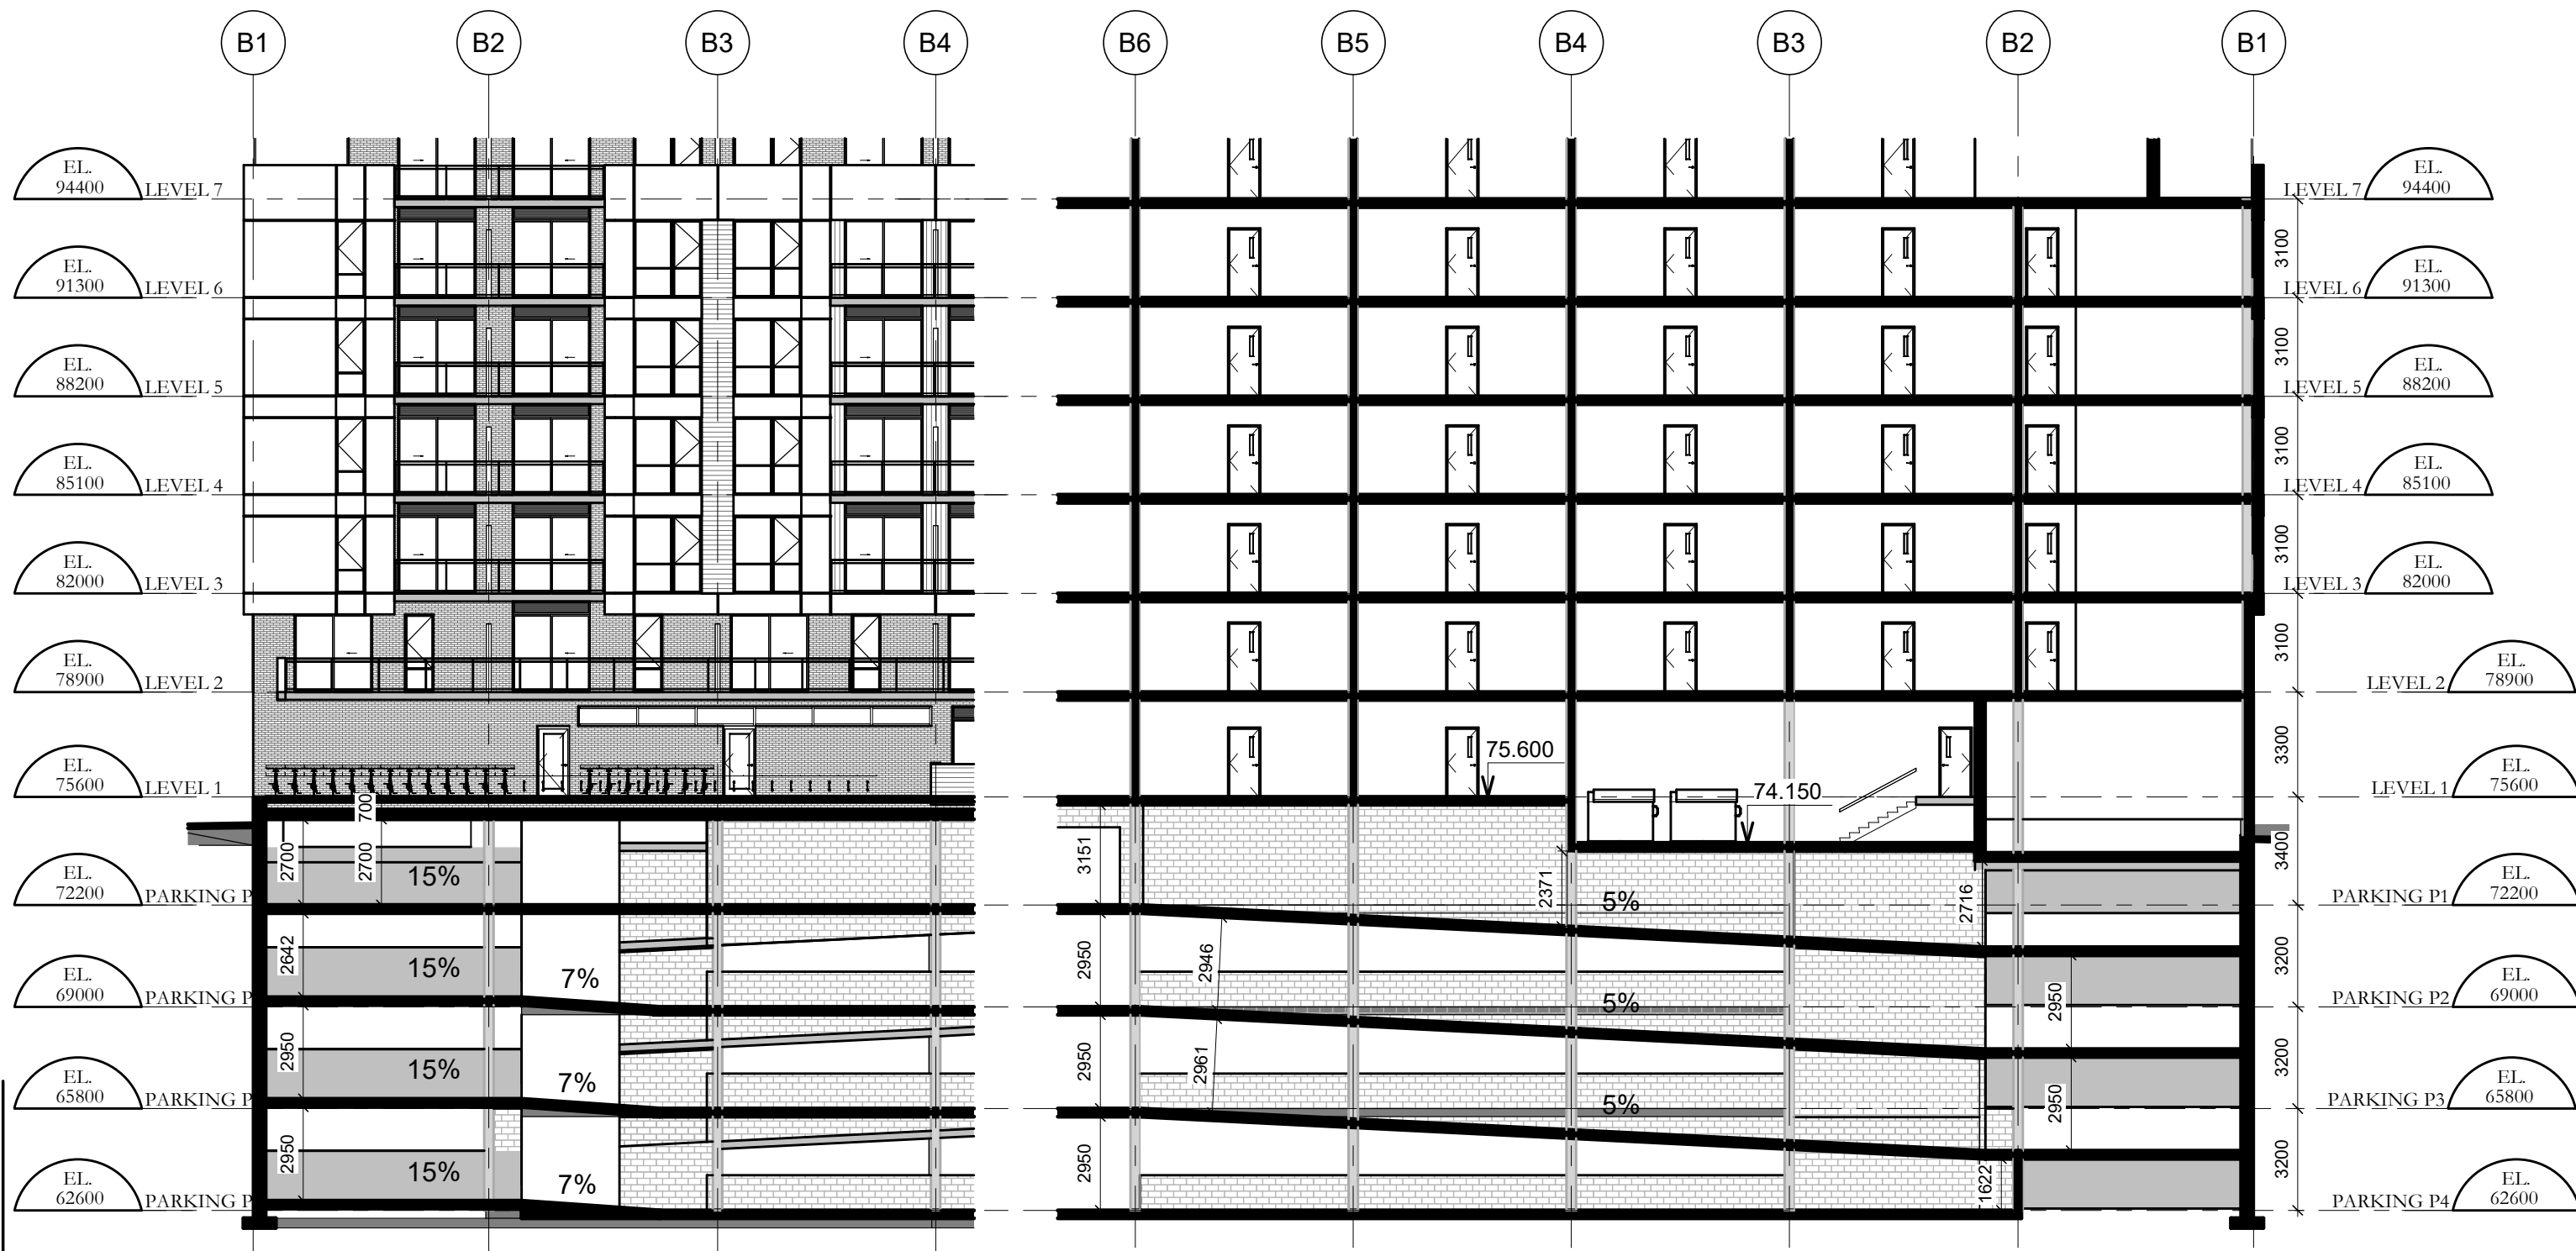 B1 B2 B3 B4 B6 B5 B4 B3 B2 B1
EL.
94400
LEVEL 7
EL.
91300
LEVEL 6
EL.
88200
LEVEL 5
EL.
85100
LEVEL 4
EL.
82000
LEVEL 3
EL.
78900
LEVEL 2
EL.
75600
LEVEL 1
EL.
72200
PARKING P
EL.
69000
PARKING P
EL.
65800
PARKING P
EL.
62600
PARKING P
700
2700
2700
15%
2642
15%
7%
2950
15%
7%
2950
15%
7%
75.600
74.150
3151
2371
5%
2716
2950
2946
5%
2950
2950
2961
5%
2950
2950
1622
LEVEL 7
EL.
94400
3100
LEVEL 6
EL.
91300
3100
LEVEL 5
EL.
88200
3100
LEVEL 4
EL.
85100
3100
LEVEL 3
EL.
82000
3100
LEVEL 2
EL.
78900
3300
LEVEL 1
EL.
75600
3400
PARKING P1
EL.
72200
3200
PARKING P2
EL.
69000
3200
PARKING P3
EL.
65800
3200
PARKING P4
EL.
62600